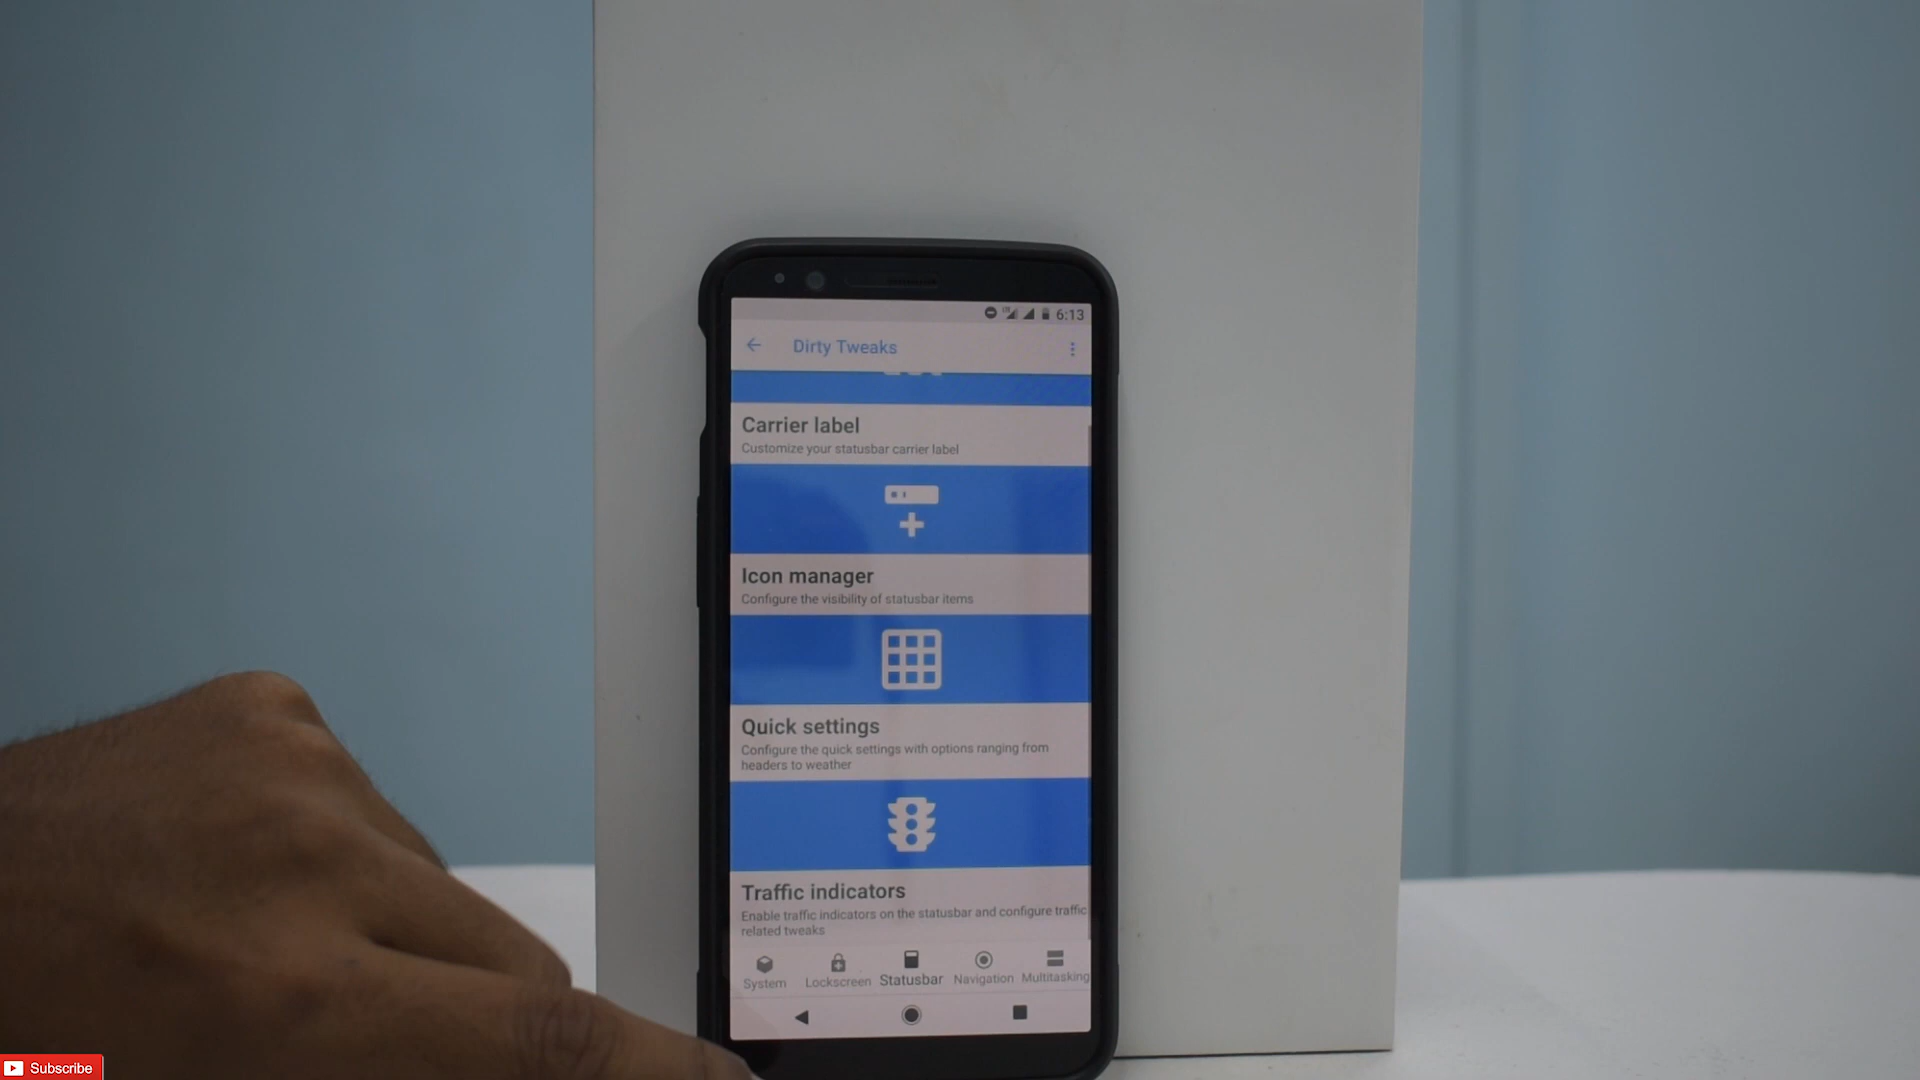 6:13
Dirty Tweaks
Carrier label
Customize your statusbar carrier label
Icon manager
Configure the visibility of statusbar items
Quick settings
Configure the quick settings with options ranging from
headers to weather
Traffic indicators
Enable traffic indicators on the statusbar and configure traffic
related tweaks
System Lockscreen Statusbar Navigation Multitasking
Subscribe